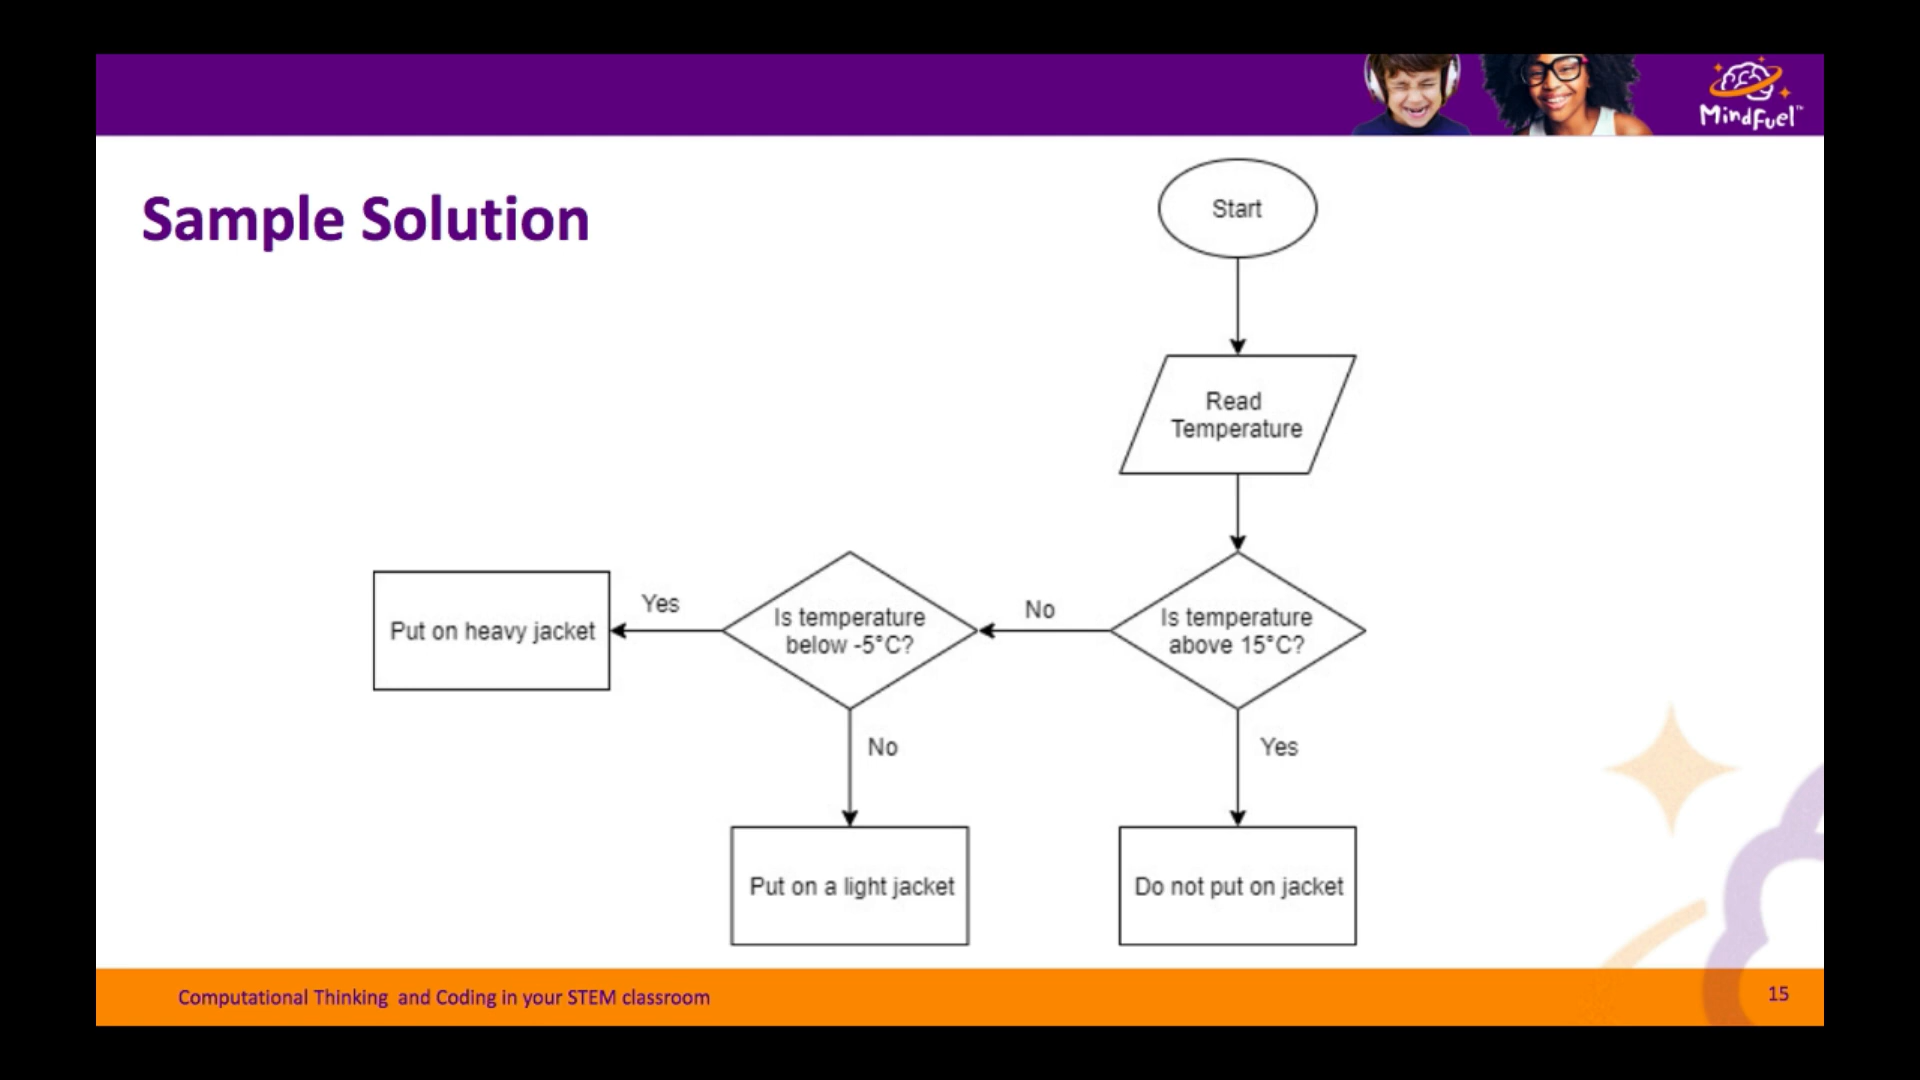 MindFuel™
Sample Solution
Start
Read
Temperature
Is temperature
above 15°C?
No
Yes
Is temperature
below -5°C?
Yes
No
Put on heavy jacket
Put on a light jacket
Do not put on jacket
Computational Thinking  and Coding in your STEM classroom
15